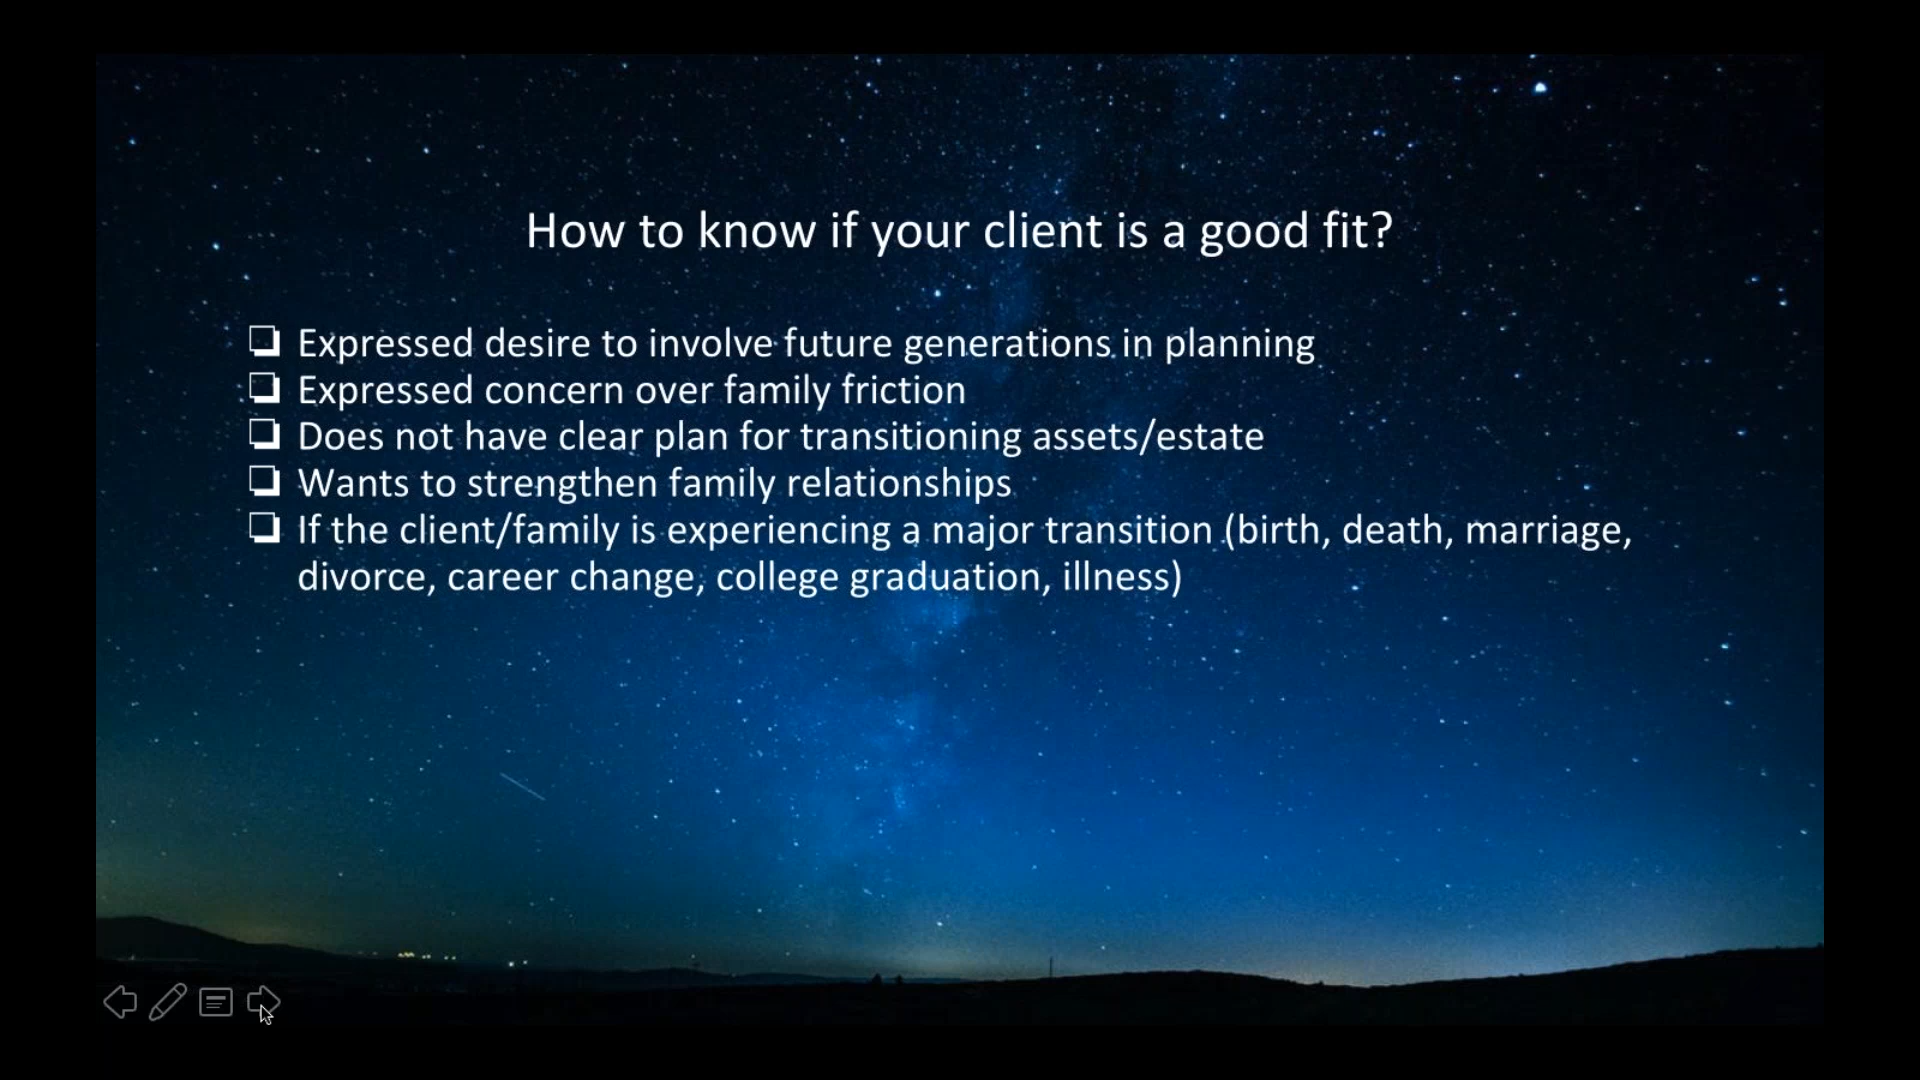 How to know if your client is a good fit?
❑ Expressed desire to involve future generations in planning
❑ Expressed concern over family friction
❑ Does not have clear plan for transitioning assets/estate
❑ Wants to strengthen family relationships
❑ If the client/family is experiencing a major transition (birth, death, marriage,
divorce, career change, college graduation, illness)